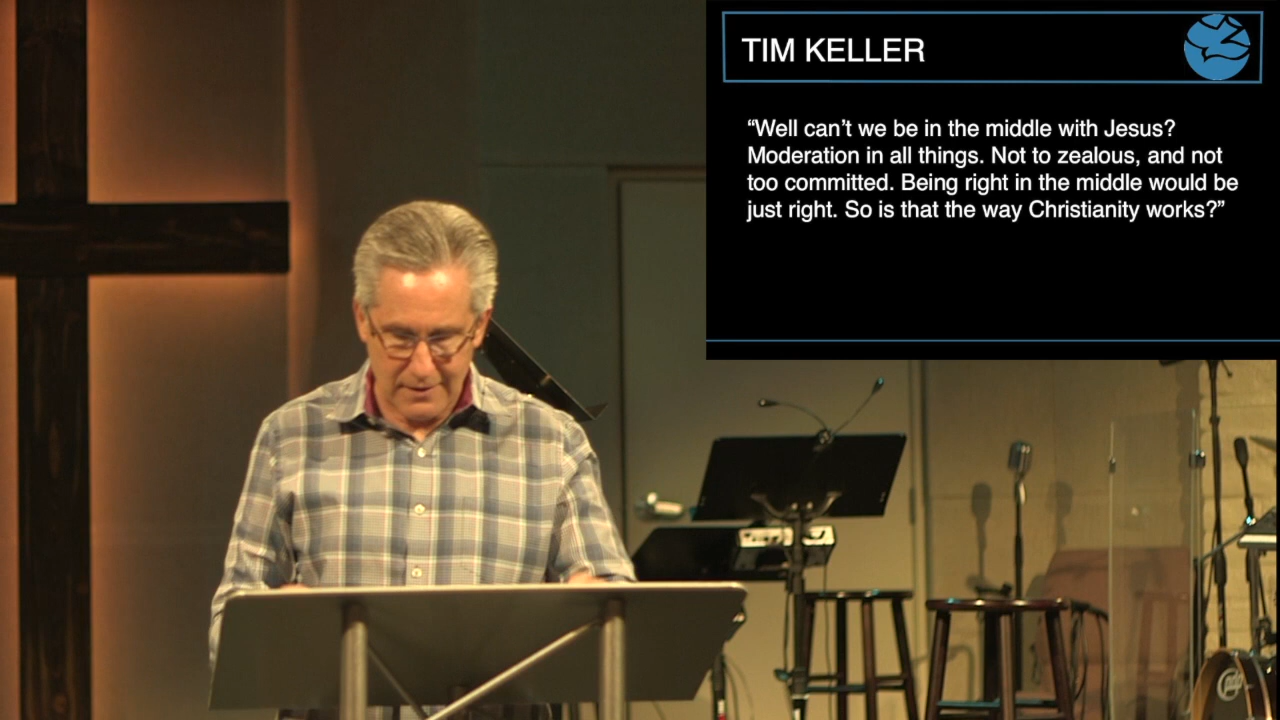 TIM KELLER
“Well can’t we be in the middle with Jesus?
Moderation in all things. Not to zealous, and not
too committed. Being right in the middle would be
just right. So is that the way Christianity works?”